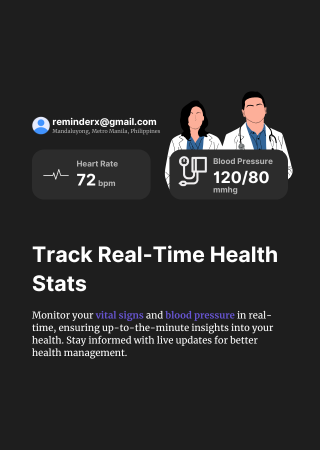 reminderx@gmail.com
Mandaluyong, Metro Manila, Philippines
Heart Rate
72 bpm
Blood Pressure
120/80
mmhg
Track Real-Time Health
Stats
Monitor your vital signs and blood pressure in real-
time, ensuring up-to-the-minute insights into your
health. Stay informed with live updates for better
health management.